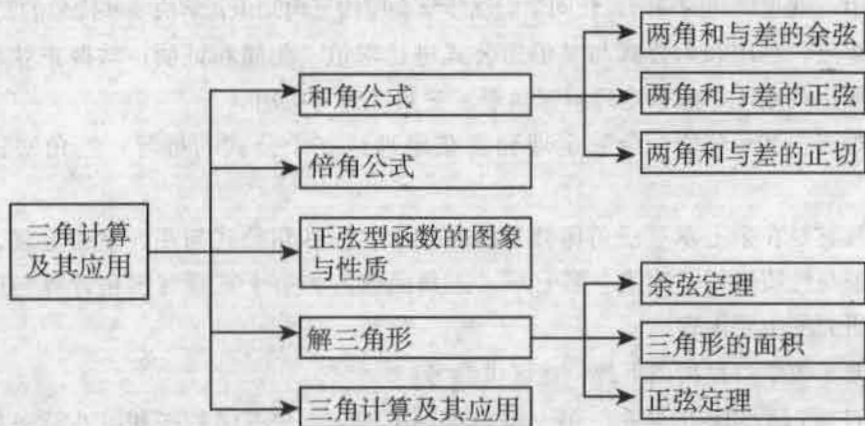 三角计算
及其应用
和角公式
倍角公式
正弦型函数的图象
与性质
解三角形
三角计算及其应用
两角和与差的余弦
两角和与差的正弦
两角和与差的正切
余弦定理
三角形的面积
正弦定理